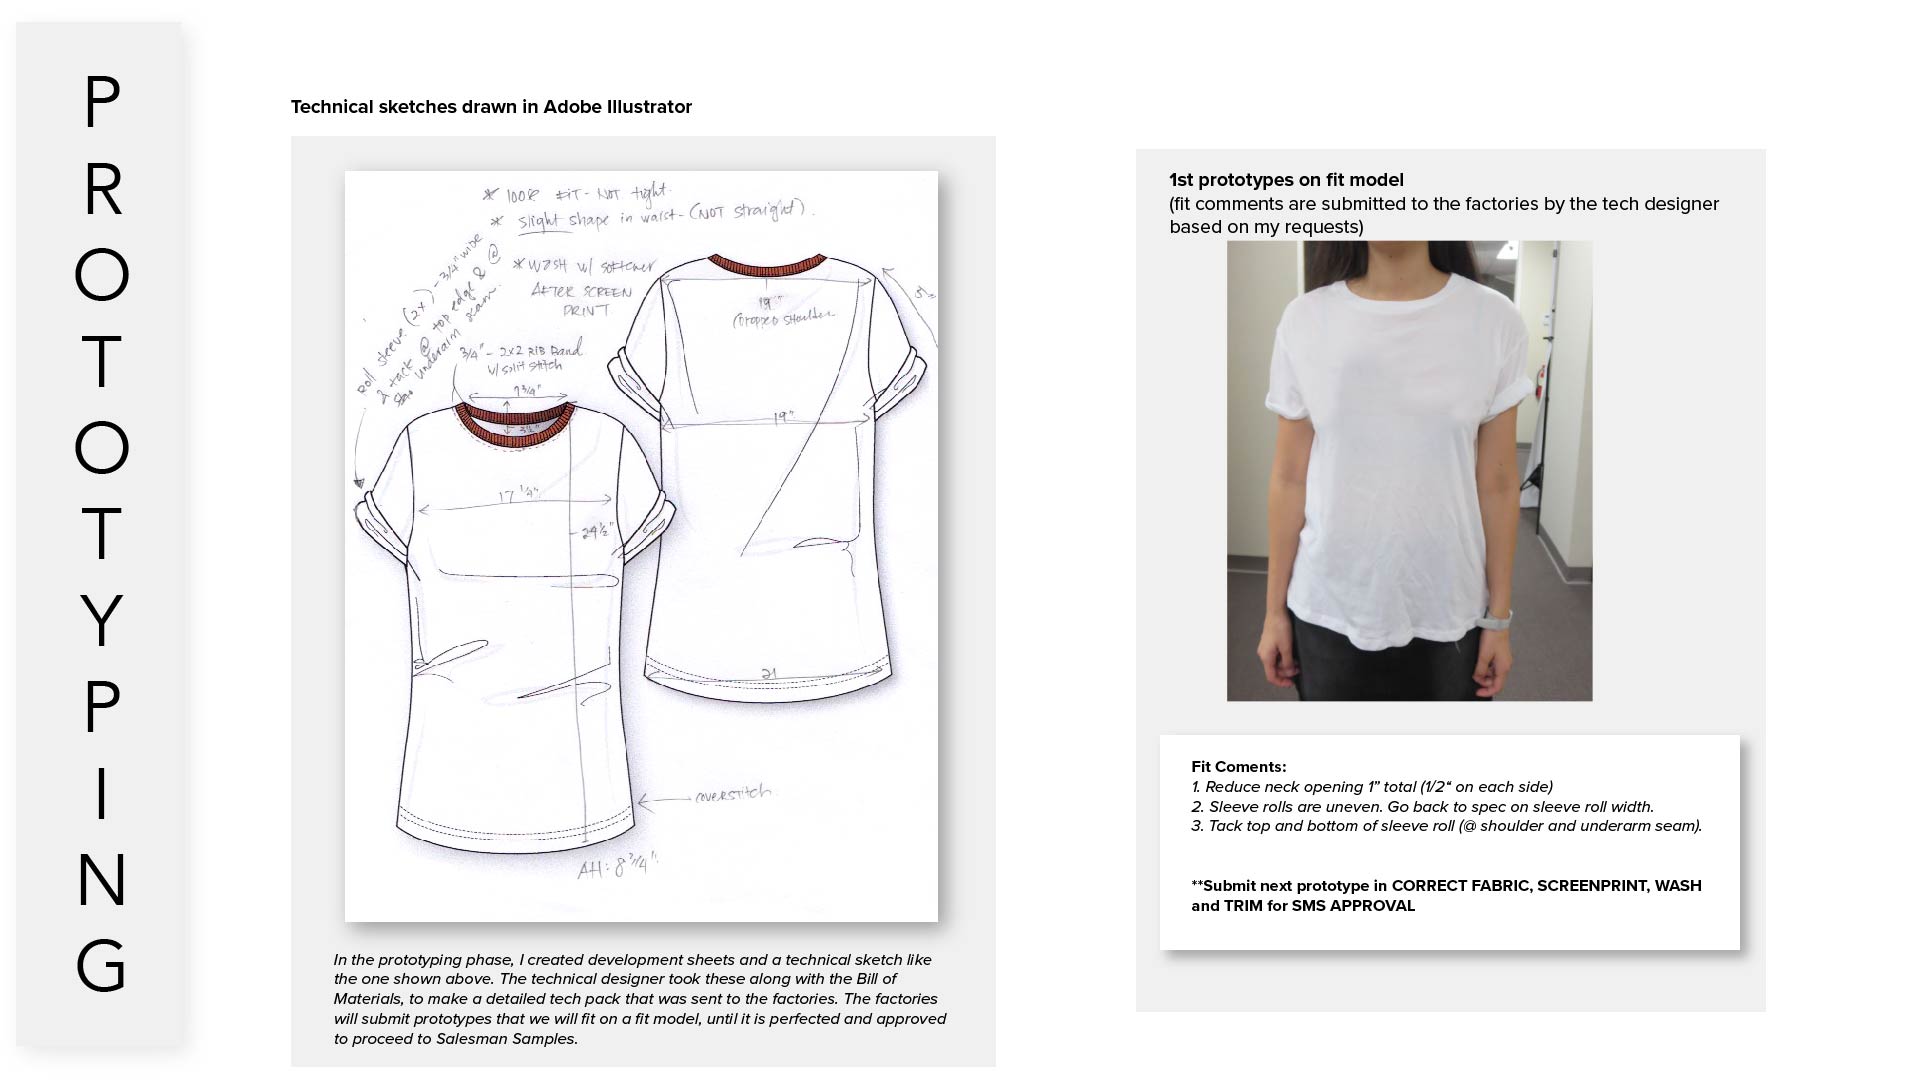 PROTOTYPING
Technical sketches drawn in Adobe Illustrator
* loose fit - NOT tight.
* slight shape in waist - (NOT straight).
* WASH w/ softener
AFTER SCREEN
PRINT
Roll sleeve (2x) - 3/4" wide
& tack @ top edge & @
underarm seam.
3/4" - 2x2 RIB Band
w/ split stitch
7 3/4"
3 1/2"
19"
(Dropped shoulder
5"
19"
17 1/4"
24 1/2"
21
coverstitch
AH: 8 3/4"
In the prototyping phase, I created development sheets and a technical sketch like
the one shown above. The technical designer took these along with the Bill of
Materials, to make a detailed tech pack that was sent to the factories. The factories
will submit prototypes that we will fit on a fit model, until it is perfected and approved
to proceed to Salesman Samples.
1st prototypes on fit model
(fit comments are submitted to the factories by the tech designer
based on my requests)
Fit Coments:
1. Reduce neck opening 1” total (1/2“ on each side)
2. Sleeve rolls are uneven. Go back to spec on sleeve roll width.
3. Tack top and bottom of sleeve roll (@ shoulder and underarm seam).
**Submit next prototype in CORRECT FABRIC, SCREENPRINT, WASH
and TRIM for SMS APPROVAL